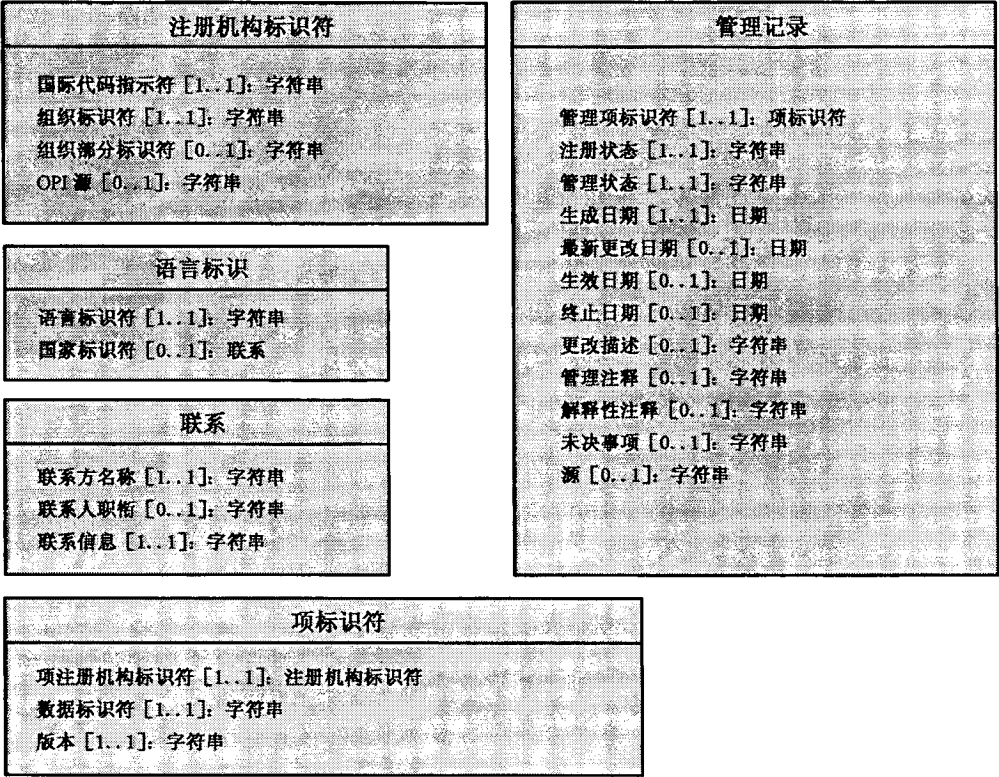 注册机构标识符
国际代码指示符［1..1］：字符串
组织标识符［1..1］：字符串
组织部分标识符［0..1］：字符串
OPI 源［0..1］：字符串
语言标识
语言标识符［1..1］：字符串
国家标识符［0..1］：联系
联系
联系方名称［1..1］：字符串
联系人职衔［0..1］：字符串
联系信息［1..1］：字符串
管理记录
管理项标识符［1..1］：项标识符
注册状态［1..1］：字符串
管理状态［1..1］：字符串
生成日期［1..1］：日期
最新更改日期［0..1］：日期
生效日期［0..1］：日期
终止日期［0..1］：日期
更改描述［0..1］：字符串
管理注释［0..1］：字符串
解释性注释［0..1］：字符串
未决事项［0..1］：字符串
源［0..1］：字符串
项标识符
项注册机构标识符［1..1］：注册机构标识符
数据标识符［1..1］：字符串
版本［1..1］：字符串